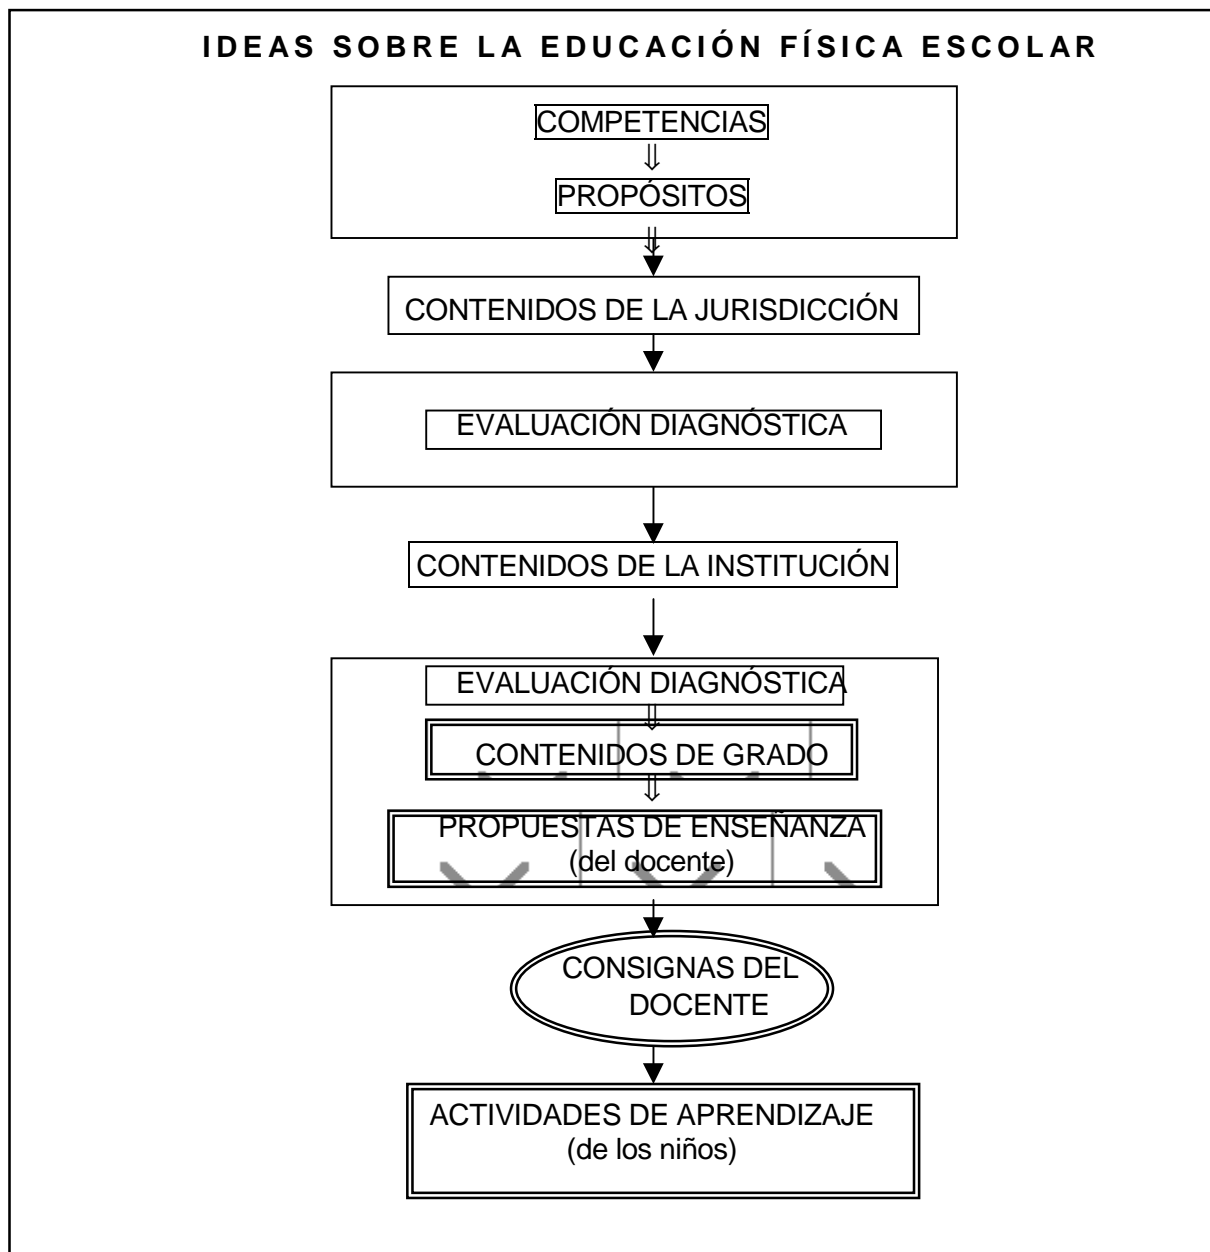 IDEAS SOBRE LA EDUCACIÓN FÍSICA ESCOLAR
COMPETENCIAS
⇓
PROPÓSITOS
⇓
CONTENIDOS DE LA JURISDICCIÓN
EVALUACIÓN DIAGNÓSTICA
CONTENIDOS DE LA INSTITUCIÓN
EVALUACIÓN DIAGNÓSTICA
⇓
CONTENIDOS DE GRADO
⇓
PROPUESTAS DE ENSEÑANZA
(del docente)
CONSIGNAS DEL
DOCENTE
ACTIVIDADES DE APRENDIZAJE
(de los niños)